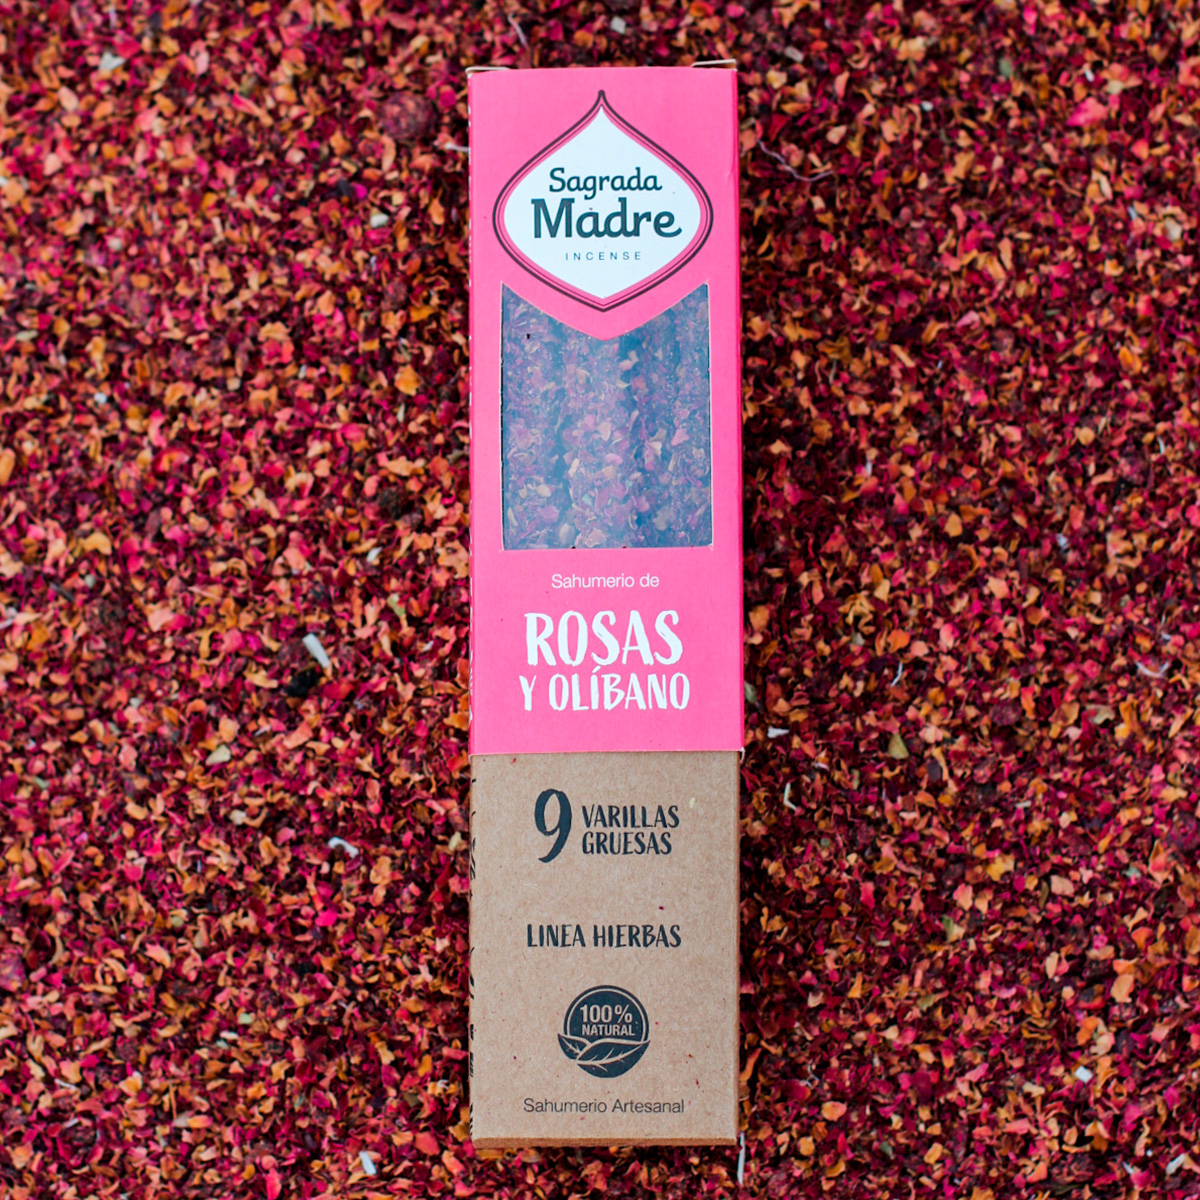 Sagrada
Madre
INCENSE
Sahumerio de
ROSAS
Y OLÍBANO
9 VARILLAS
GRUESAS
LINEA HIERBAS
100%
NATURAL
Sahumerio Artesanal